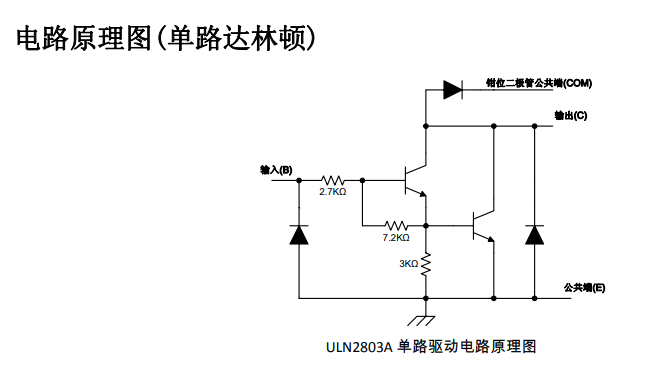 电路原理图(单路达林顿)
钳位二极管公共端(COM)
输出(C)
输入(B)
2.7KΩ
7.2KΩ
3KΩ
公共端(E)
ULN2803A 单路驱动电路原理图